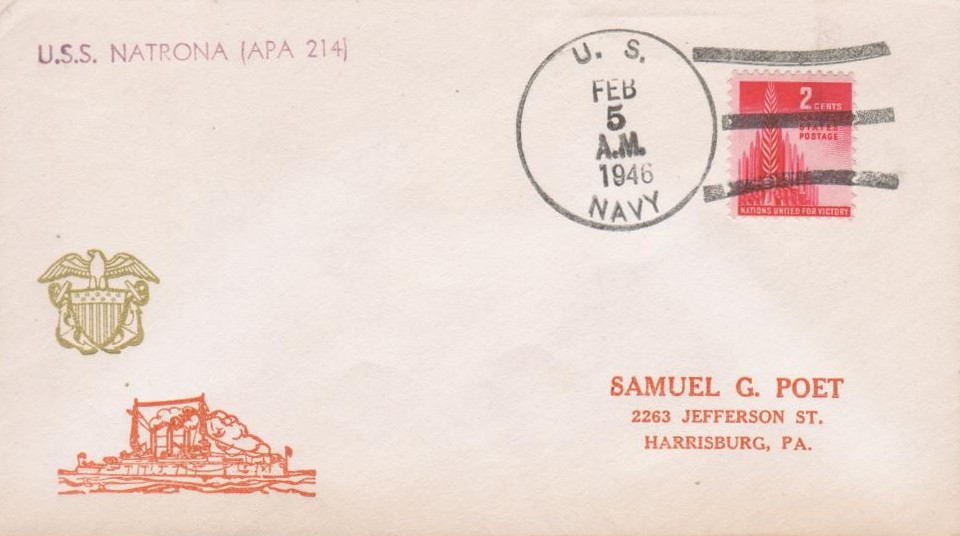 U.S.S. NATRONA (APA 214)
U. S.
FEB
5
A.M.
1946
NAVY
2 CENTS
UNITED
STATES
POSTAGE
NATIONS UNITED FOR VICTORY
SAMUEL G. POET
2263 JEFFERSON ST.
HARRISBURG, PA.